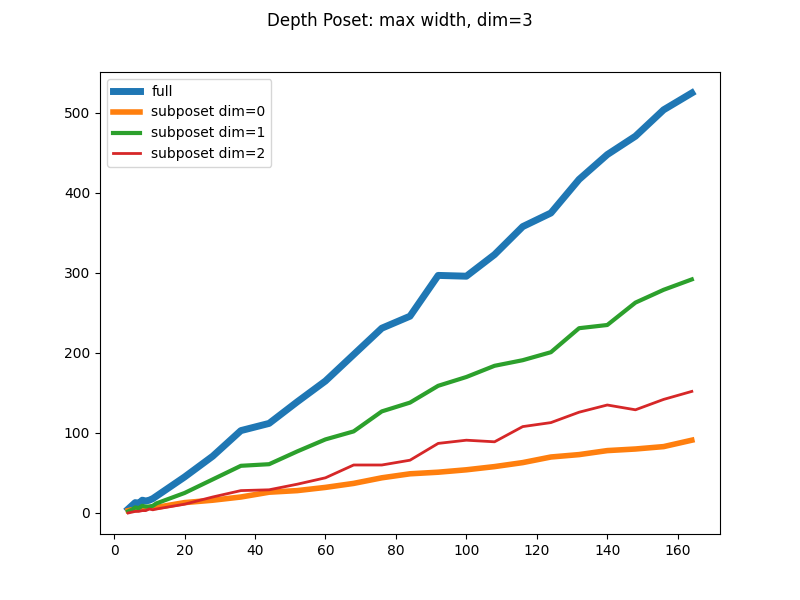 Depth Poset: max width, dim=3
full
subposet dim=0
subposet dim=1
subposet dim=2
500
400
300
200
100
0
0 20 40 60 80 100 120 140 160